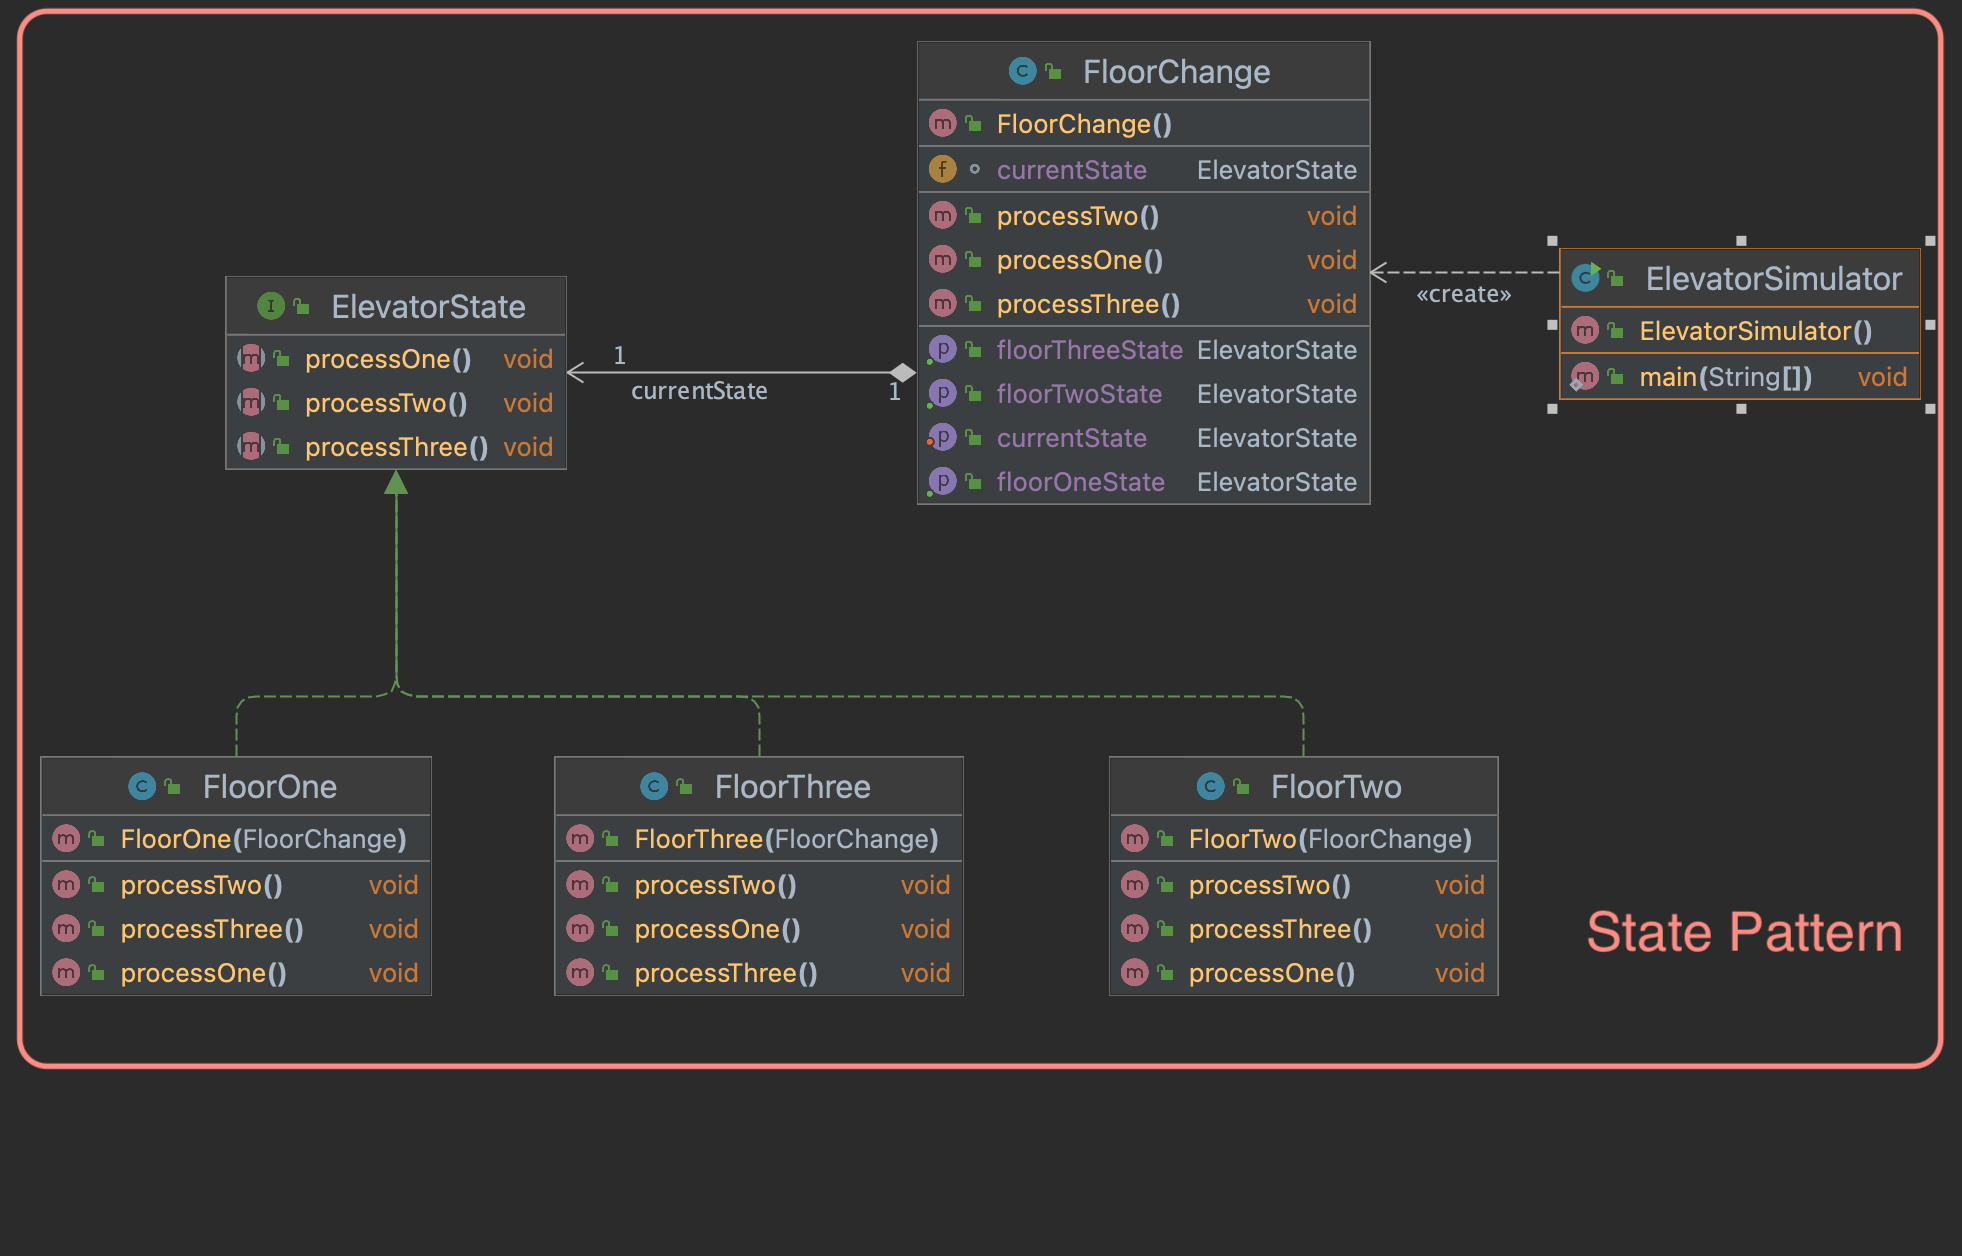 FloorChange
FloorChange()
currentState ElevatorState
processTwo() void
processOne() void
processThree() void
floorThreeState ElevatorState
floorTwoState ElevatorState
currentState ElevatorState
floorOneState ElevatorState
«create»
ElevatorSimulator
ElevatorSimulator()
main(String[]) void
ElevatorState
processOne() void
processTwo() void
processThree() void
1
currentState
1
FloorOne
FloorOne(FloorChange)
processTwo() void
processThree() void
processOne() void
FloorThree
FloorThree(FloorChange)
processTwo() void
processOne() void
processThree() void
FloorTwo
FloorTwo(FloorChange)
processTwo() void
processThree() void
processOne() void
State Pattern